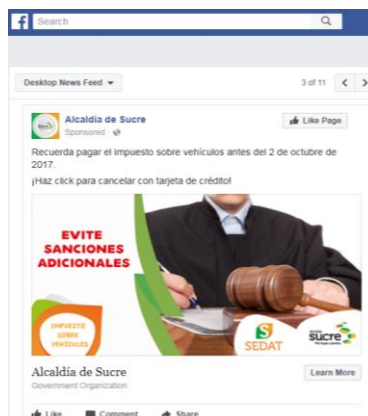 Search
Desktop News Feed
3 of 11
Alcaldía de Sucre
Sponsored
Like Page
Recuerda pagar el impuesto sobre vehículos antes del 2 de octubre de
2017.
¡Haz click para cancelar con tarjeta de crédito!
EVITE
SANCIONES
ADICIONALES
IMPUESTO
SOBRE
VEHÍCULOS
SEDAT
sucre
Alcaldía de Sucre
Government Organization
Learn More
Like Comment Share